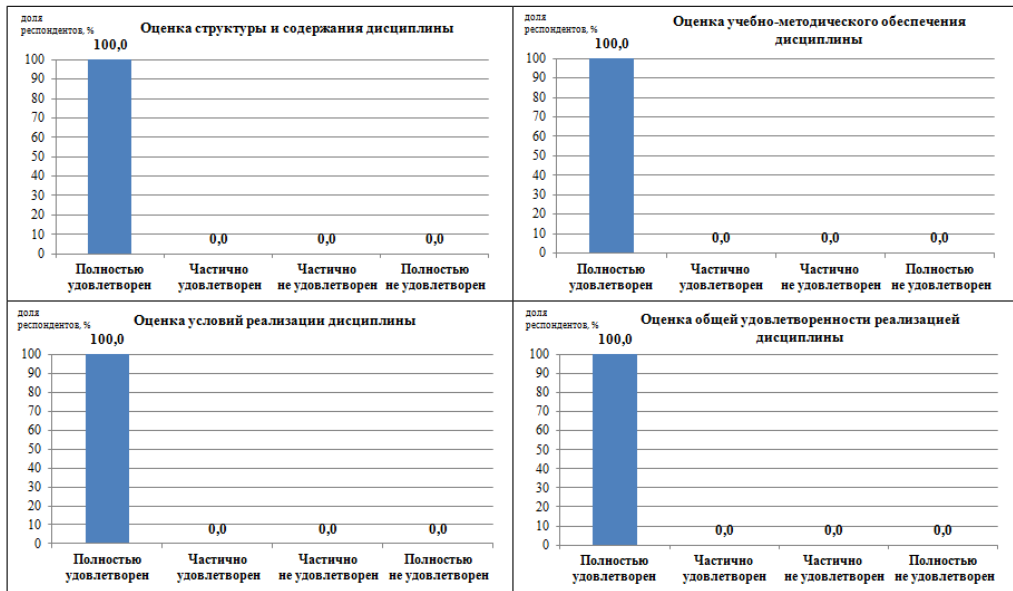 доля
респондентов, %
Оценка структуры и содержания дисциплины
100,0
100
90
80
70
60
50
40
30
20
10
0
0,0 0,0 0,0
Полностью удовлетворен
Частично удовлетворен
Частично не удовлетворен
Полностью не удовлетворен
доля
респондентов, %
Оценка учебно-методического обеспечения
дисциплины
100,0
100
90
80
70
60
50
40
30
20
10
0
0,0 0,0 0,0
Полностью удовлетворен
Частично удовлетворен
Частично не удовлетворен
Полностью не удовлетворен
доля
респондентов, %
Оценка условий реализации дисциплины
100,0
100
90
80
70
60
50
40
30
20
10
0
0,0 0,0 0,0
Полностью удовлетворен
Частично удовлетворен
Частично не удовлетворен
Полностью не удовлетворен
доля
респондентов, %
Оценка общей удовлетворенности реализацией
дисциплины
100,0
100
90
80
70
60
50
40
30
20
10
0
0,0 0,0 0,0
Полностью удовлетворен
Частично удовлетворен
Частично не удовлетворен
Полностью не удовлетворен